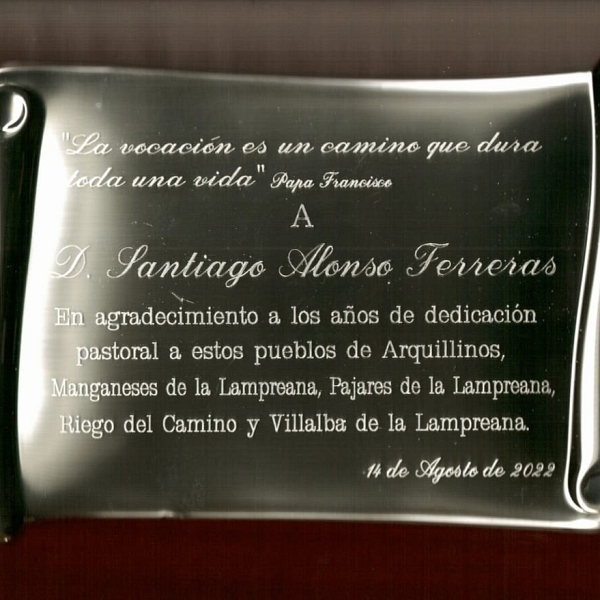 "La vocación es un camino que dura
toda una vida" Papa Francisco
A
D. Santiago Alonso Ferreras
En agradecimiento a los años de dedicación
pastoral a estos pueblos de Arquillinos,
Manganeses de la Lampreana, Pajares de la Lampreana,
Riego del Camino y Villalba de la Lampreana.
14 de Agosto de 2022